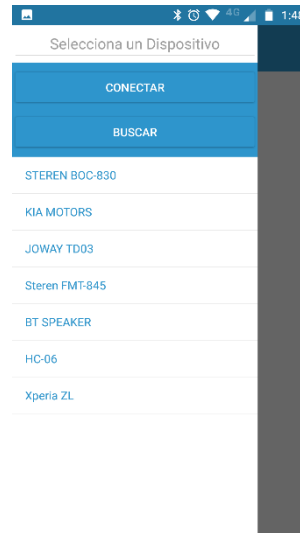 4G 1:48
Selecciona un Dispositivo
CONECTAR
BUSCAR
STEREN BOC-830
KIA MOTORS
JOWAY TD03
Steren FMT-845
BT SPEAKER
HC-06
Xperia ZL